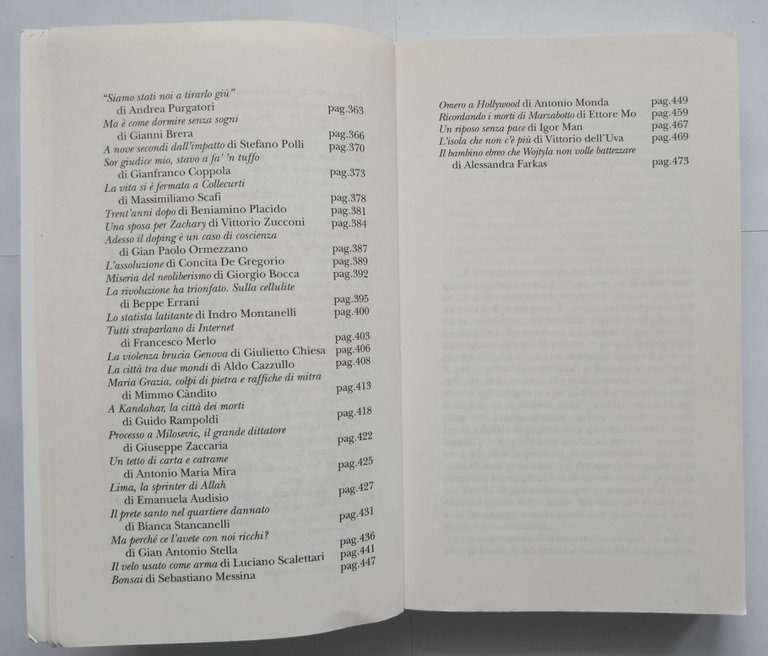 “Siamo stati noi a tirarlo giù”
di Andrea Purgatori pag.363
Ma è come dormire senza sogni
di Gianni Brera pag.366
A nove secondi dall’impatto di Stefano Polli pag.370
Sor giudice mio, stavo a fa’ ’n tuffo
di Gianfranco Coppola pag.373
La vita si è fermata a Collecurti
di Massimiliano Scafi pag.378
Trent’anni dopo di Beniamino Placido pag.381
Una sposa per Zachary di Vittorio Zucconi pag.384
Adesso il doping è un caso di coscienza
di Gian Paolo Ormezzano pag.387
L’assoluzione di Concita De Gregorio pag.389
Miseria del neoliberismo di Giorgio Bocca pag.392
La rivoluzione ha trionfato. Sulla cellulite
di Beppe Errani pag.395
Lo statista latitante di Indro Montanelli pag.400
Tutti straparlano di Internet
di Francesco Merlo pag.403
La violenza brucia Genova di Giulietto Chiesa pag.406
La città tra due mondi di Aldo Cazzullo pag.408
Maria Grazia, colpi di pietra e raffiche di mitra
di Mimmo Càndito pag.413
A Kandahar, la città dei morti
di Guido Rampoldi pag.418
Processo a Milosevic, il grande dittatore
di Giuseppe Zaccaria pag.422
Un tetto di carta e catrame
di Antonio Maria Mira pag.425
Lima, la sprinter di Allah
di Emanuela Audisio pag.427
Il prete santo nel quartiere dannato
di Bianca Stancanelli pag.431
Ma perché ce l’avete con noi ricchi?
di Gian Antonio Stella pag.436
Il velo usato come arma di Luciano Scalettari pag.441
Bonsai di Sebastiano Messina pag.447
Omero a Hollywood di Antonio Monda pag.449
Ricordando i morti di Marzabotto di Ettore Mo pag.459
Un riposo senza pace di Igor Man pag.467
L’isola che non c’è più di Vittorio dell’Uva pag.469
Il bambino ebreo che Wojtyla non volle battezzare
di Alessandra Farkas pag.473